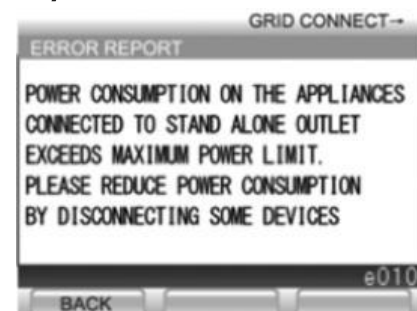 GRID CONNECT→
ERROR REPORT
POWER CONSUMPTION ON THE APPLIANCES
CONNECTED TO STAND ALONE OUTLET
EXCEEDS MAXIMUM POWER LIMIT.
PLEASE REDUCE POWER CONSUMPTION
BY DISCONNECTING SOME DEVICES
e010
BACK